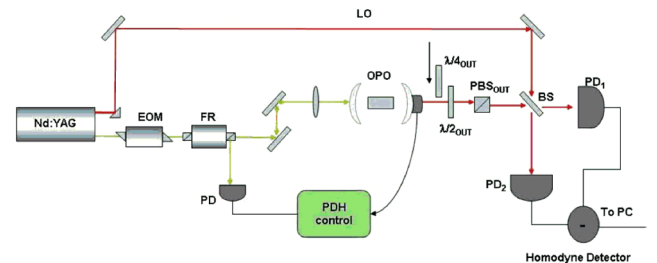 LO
λ/4OUT
OPO
PBSOUT
BS
PD1
Nd:YAG
EOM
FR
λ/2OUT
PD
PD2
PDH
control
To PC
-
Homodyne Detector